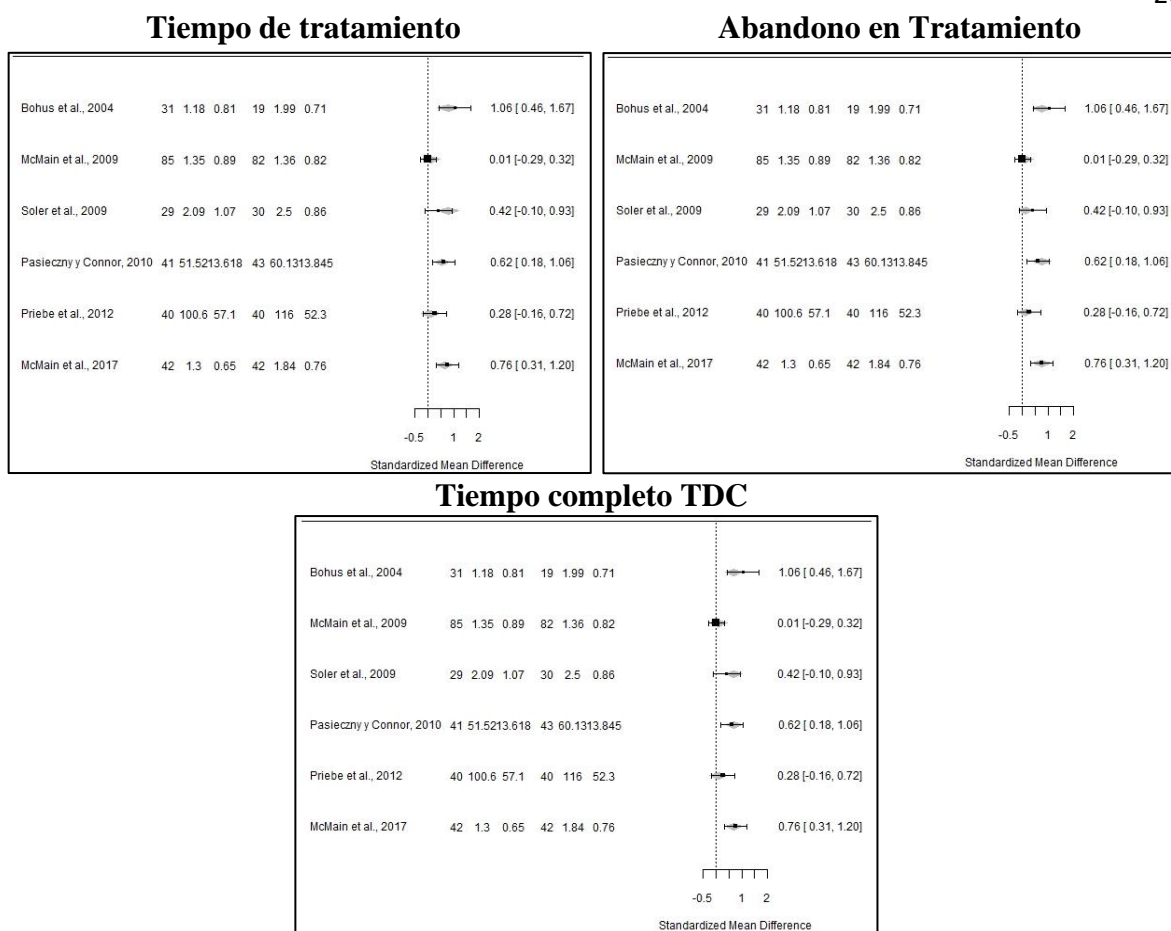 Tiempo de tratamiento
Bohus et al., 2004 31 1.18 0.81 19 1.99 0.71 1.06 [ 0.46, 1.67]
McMain et al., 2009 85 1.35 0.89 82 1.36 0.82 0.01 [-0.29, 0.32]
Soler et al., 2009 29 2.09 1.07 30 2.5 0.86 0.42 [-0.10, 0.93]
Pasieczny y Connor, 2010 41 51.5213.618 43 60.1313.845 0.62 [ 0.18, 1.06]
Priebe et al., 2012 40 100.6 57.1 40 116 52.3 0.28 [-0.16, 0.72]
McMain et al., 2017 42 1.3 0.65 42 1.84 0.76 0.76 [ 0.31, 1.20]
-0.5 1 2
Standardized Mean Difference
Abandono en Tratamiento
Bohus et al., 2004 31 1.18 0.81 19 1.99 0.71 1.06 [ 0.46, 1.67]
McMain et al., 2009 85 1.35 0.89 82 1.36 0.82 0.01 [-0.29, 0.32]
Soler et al., 2009 29 2.09 1.07 30 2.5 0.86 0.42 [-0.10, 0.93]
Pasieczny y Connor, 2010 41 51.5213.618 43 60.1313.845 0.62 [ 0.18, 1.06]
Priebe et al., 2012 40 100.6 57.1 40 116 52.3 0.28 [-0.16, 0.72]
McMain et al., 2017 42 1.3 0.65 42 1.84 0.76 0.76 [ 0.31, 1.20]
-0.5 1 2
Standardized Mean Difference
Tiempo completo TDC
Bohus et al., 2004 31 1.18 0.81 19 1.99 0.71 1.06 [ 0.46, 1.67]
McMain et al., 2009 85 1.35 0.89 82 1.36 0.82 0.01 [-0.29, 0.32]
Soler et al., 2009 29 2.09 1.07 30 2.5 0.86 0.42 [-0.10, 0.93]
Pasieczny y Connor, 2010 41 51.5213.618 43 60.1313.845 0.62 [ 0.18, 1.06]
Priebe et al., 2012 40 100.6 57.1 40 116 52.3 0.28 [-0.16, 0.72]
McMain et al., 2017 42 1.3 0.65 42 1.84 0.76 0.76 [ 0.31, 1.20]
-0.5 1 2
Standardized Mean Difference